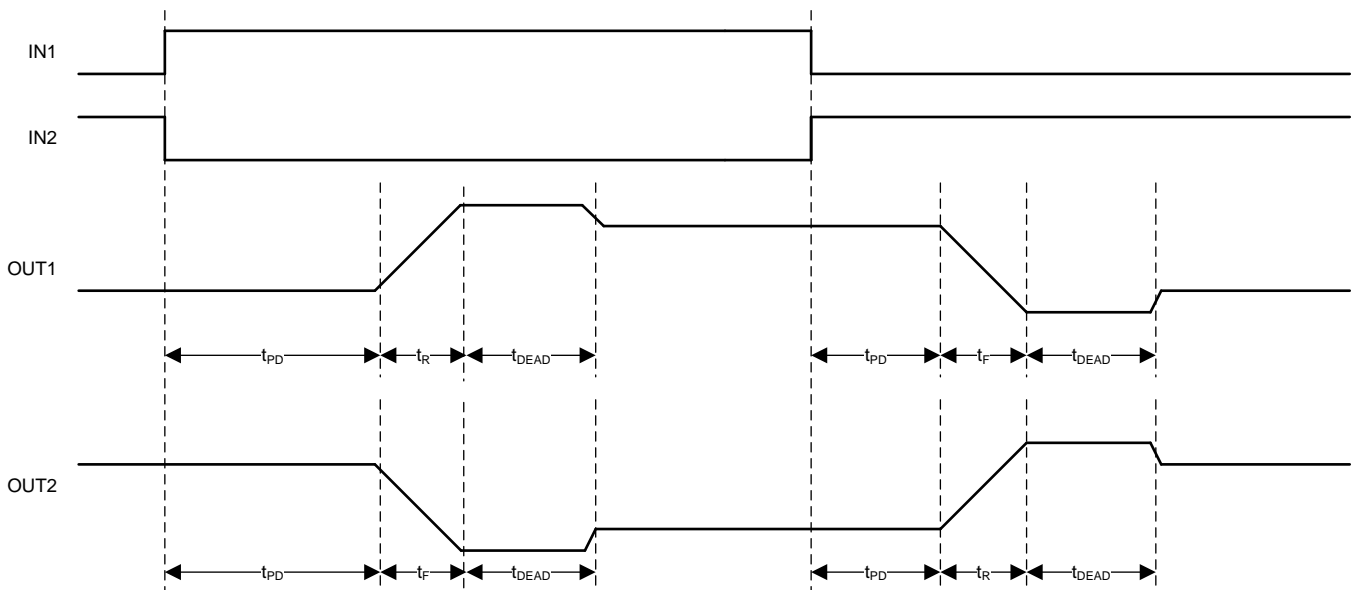 IN1
IN2
OUT1
tPD tR tDEAD tPD tF tDEAD
OUT2
tPD tF tDEAD tPD tR tDEAD